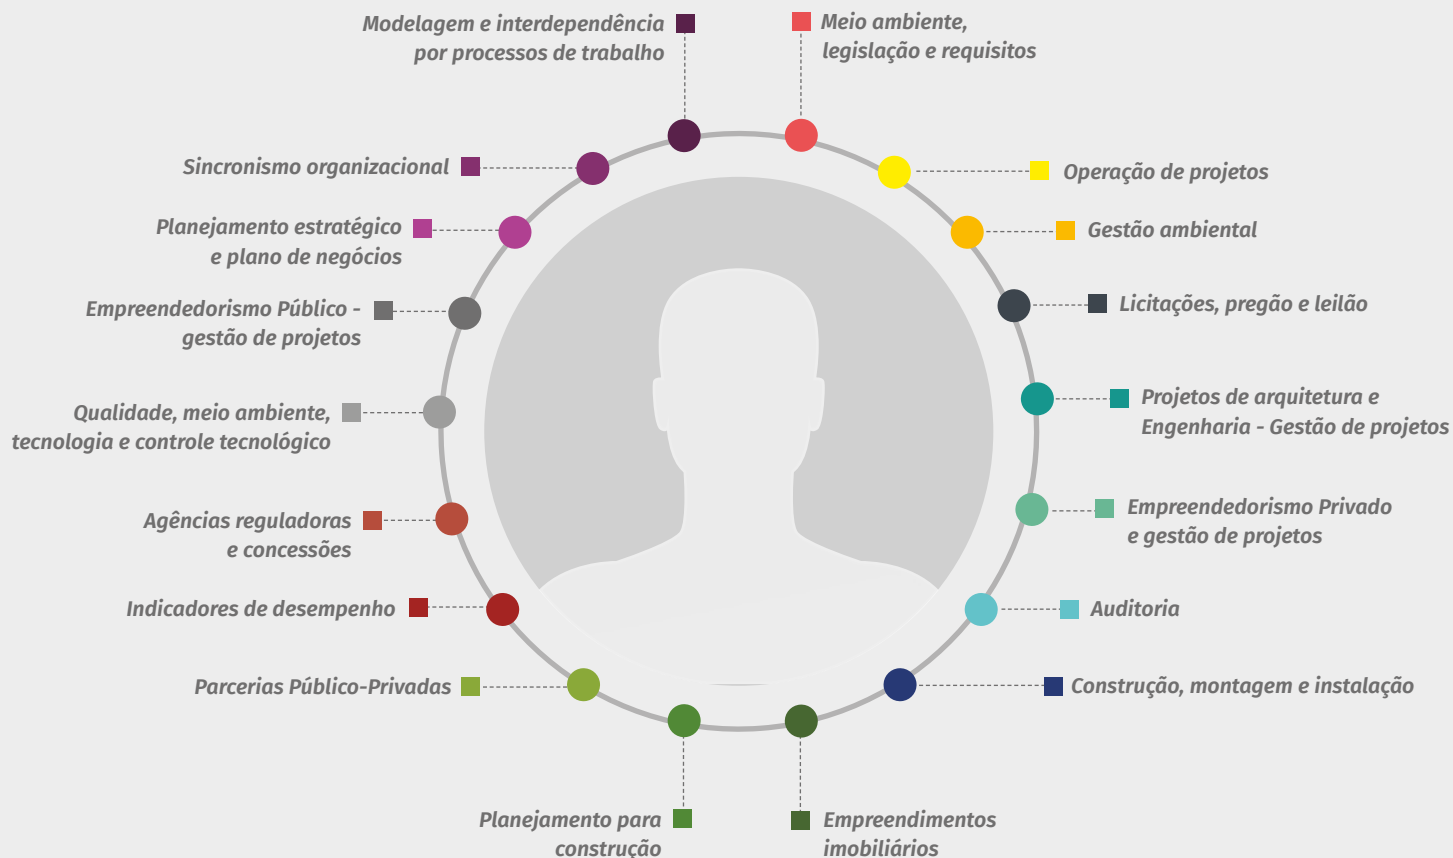 Modelagem e interdependência
por processos de trabalho
Meio ambiente,
legislação e requisitos
Sincronismo organizacional
Operação de projetos
Planejamento estratégico
e plano de negócios
Gestão ambiental
Empreendedorismo Público -
gestão de projetos
Licitações, pregão e leilão
Qualidade, meio ambiente,
tecnologia e controle tecnológico
Projetos de arquitetura e
Engenharia - Gestão de projetos
Agências reguladoras
e concessões
Empreendedorismo Privado
e gestão de projetos
Indicadores de desempenho
Auditoria
Parcerias Público-Privadas
Construção, montagem e instalação
Planejamento para
construção
Empreendimentos
imobiliários